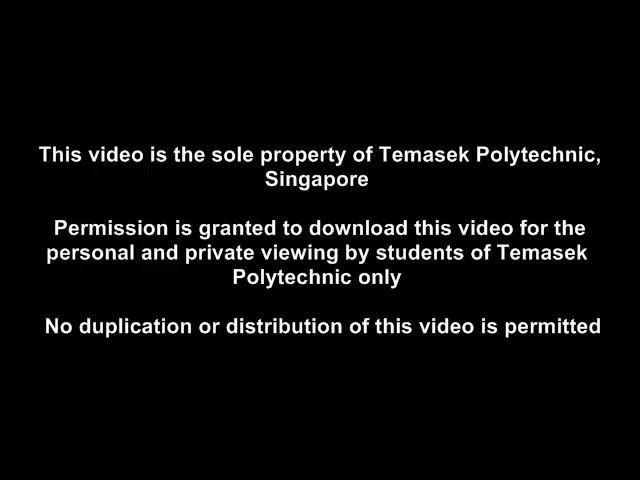 This video is the sole property of Temasek Polytechnic,
Singapore
Permission is granted to download this video for the
personal and private viewing by students of Temasek
Polytechnic only
No duplication or distribution of this video is permitted